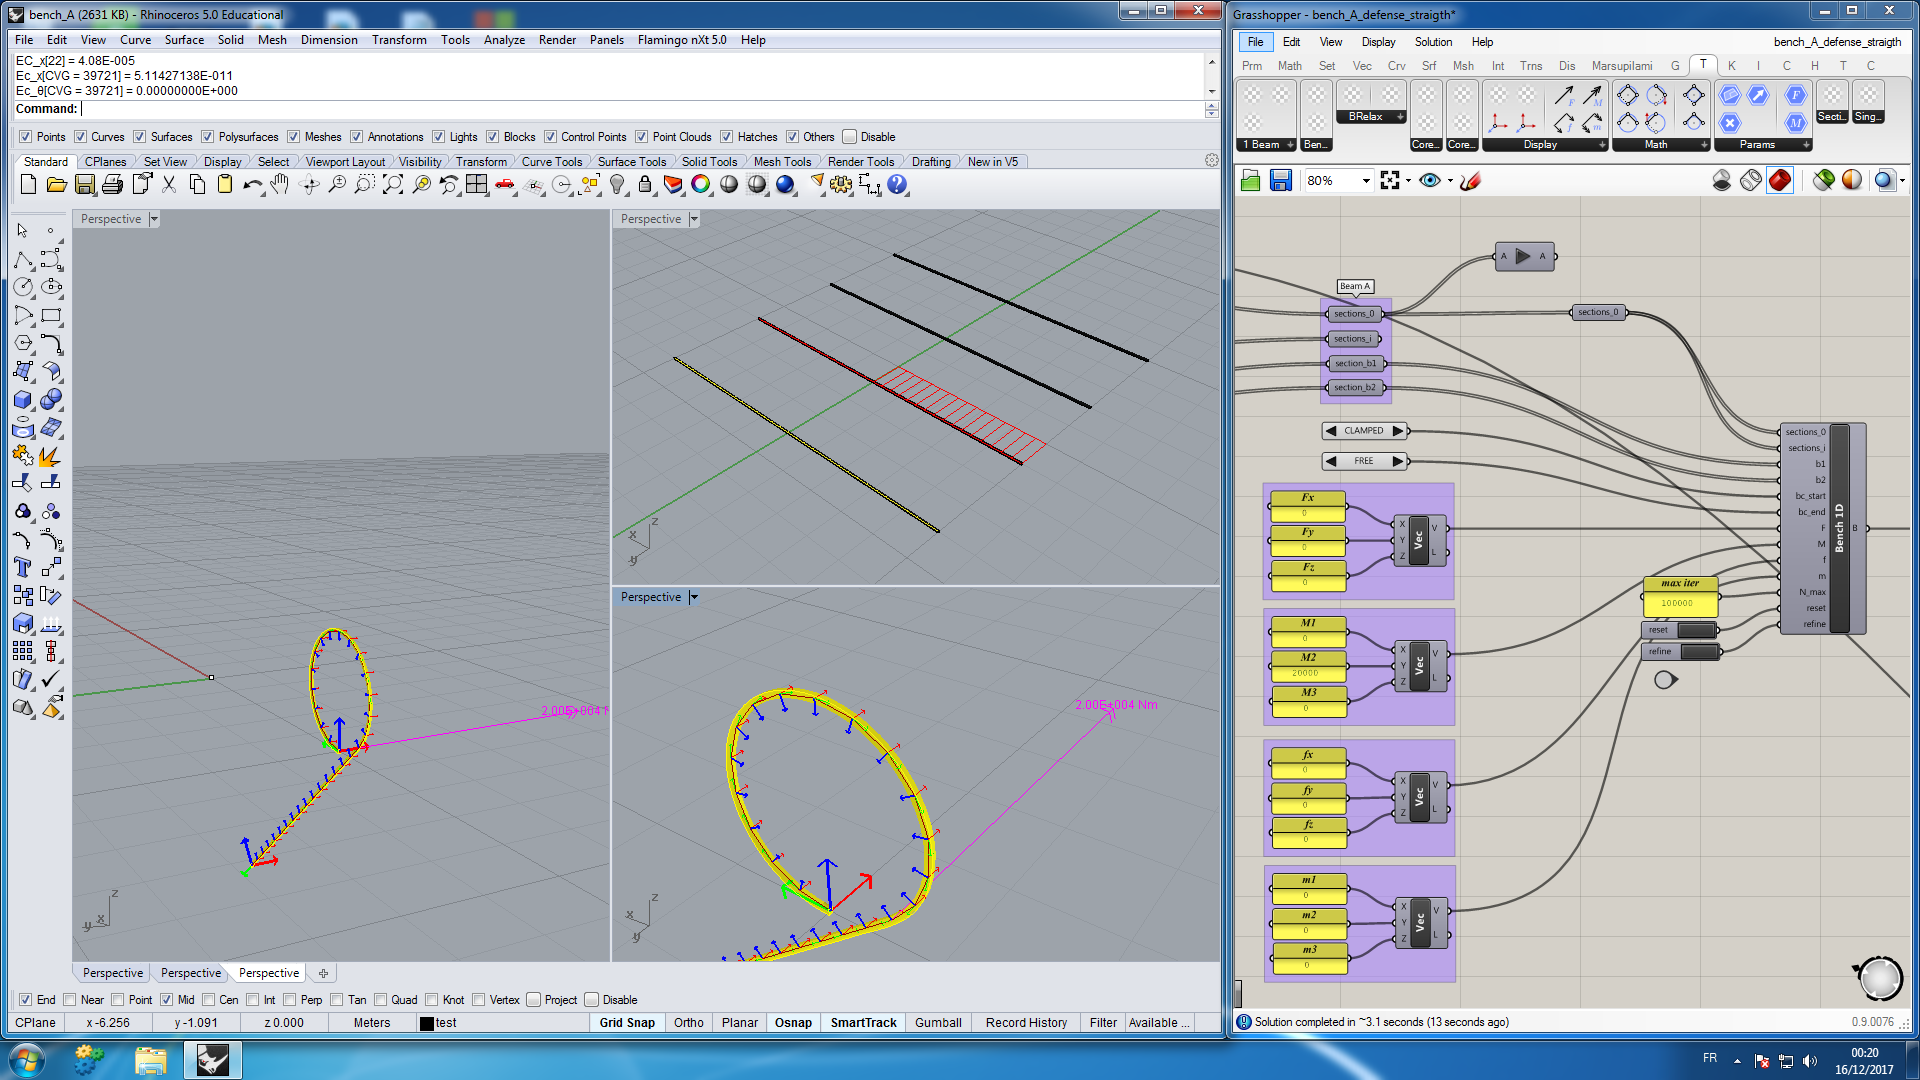 bench_A (2631 KB) - Rhinoceros 5.0 Educational
File Edit View Curve Surface Solid Mesh Dimension Transform Tools Analyze Render Panels Flamingo nXt 5.0 Help
EC_x[22] = 4.08E-005
Ec_x[CVG = 39721] = 5.11427138E-011
Ec_θ[CVG = 39721] = 0.00000000E+000
Command:
Points Curves Surfaces Polysurfaces Meshes Annotations Lights Blocks Control Points Point Clouds Hatches Others Disable
Standard CPlanes Set View Display Select Viewport Layout Visibility Transform Curve Tools Surface Tools Solid Tools Mesh Tools Render Tools Drafting New in V5
Perspective
2.00E+004 N
z
x
y
Perspective
z
x
y
Perspective
2.00E+004 Nm
z
x
y
Perspective Perspective Perspective
End Near Point Mid Cen Int Perp Tan Quad Knot Vertex Project Disable
CPlane x -6.256 y -1.091 z 0.000 Meters test Grid Snap Ortho Planar Osnap SmartTrack Gumball Record History Filter Available ...
Grasshopper - bench_A_defense_straigth*
File Edit View Display Solution Help bench_A_defense_straigth
Prm Math Set Vec Crv Srf Msh Int Trns Dis Marsupilami G T K I C H T C
BRelax
F M
f m
F
M
Secti... Sing...
1 Beam Ben... Core... Core... Display Math Params
80%
A A
Beam A
sections_0
sections_i
section_b1
section_b2
sections_0
CLAMPED
FREE
Fx
0
Fy
0
Fz
0
X
Y
Z
Vec
V
L
M1
0
M2
20000
M3
0
X
Y
Z
Vec
V
L
fx
0
fy
0
fz
0
X
Y
Z
Vec
V
L
m1
0
m2
0
m3
0
X
Y
Z
Vec
V
L
max iter
100000
reset
refine
sections_0
sections_i
b1
b2
bc_start
bc_end
F
M
f
m
N_max
reset
refine
Bench 1D
B
Solution completed in ~3.1 seconds (13 seconds ago) 0.9.0076
FR
00:20
16/12/2017